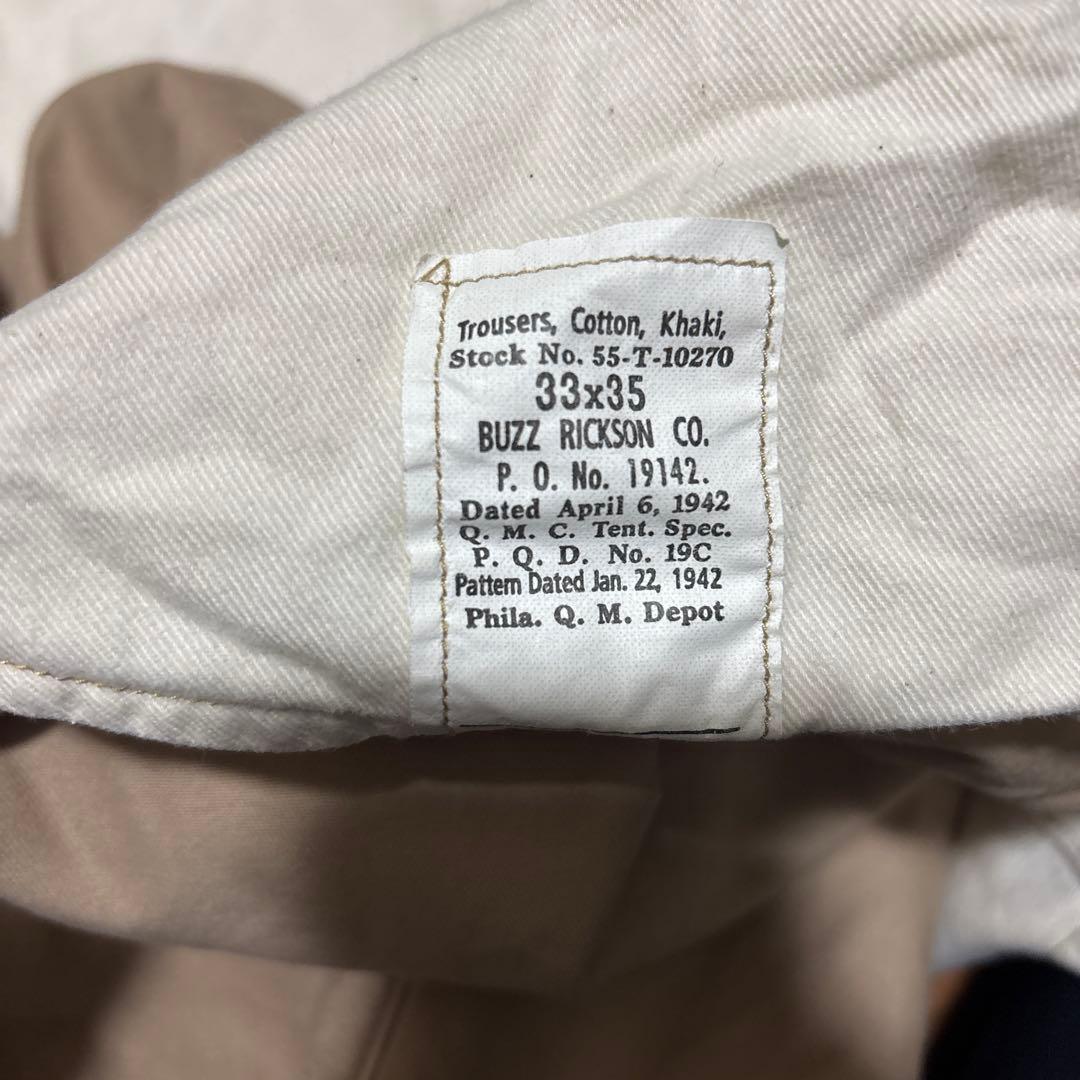 Trousers, Cotton, Khaki,
Stock No. 55-T-10270
33x35
BUZZ RICKSON CO.
P. O. No. 19142.
Dated April 6, 1942
Q. M. C. Tent. Spec.
P. Q. D. No. 19C
Pattern Dated Jan. 22, 1942
Phila. Q. M. Depot